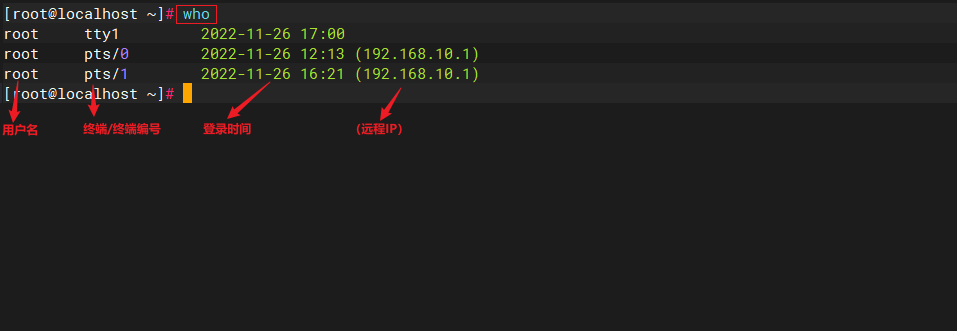 [root@localhost ~]# who
root tty1 2022-11-26 17:00
root pts/0 2022-11-26 12:13 (192.168.10.1)
root pts/1 2022-11-26 16:21 (192.168.10.1)
[root@localhost ~]#
用户名 终端/终端编号 登录时间 (远程IP)